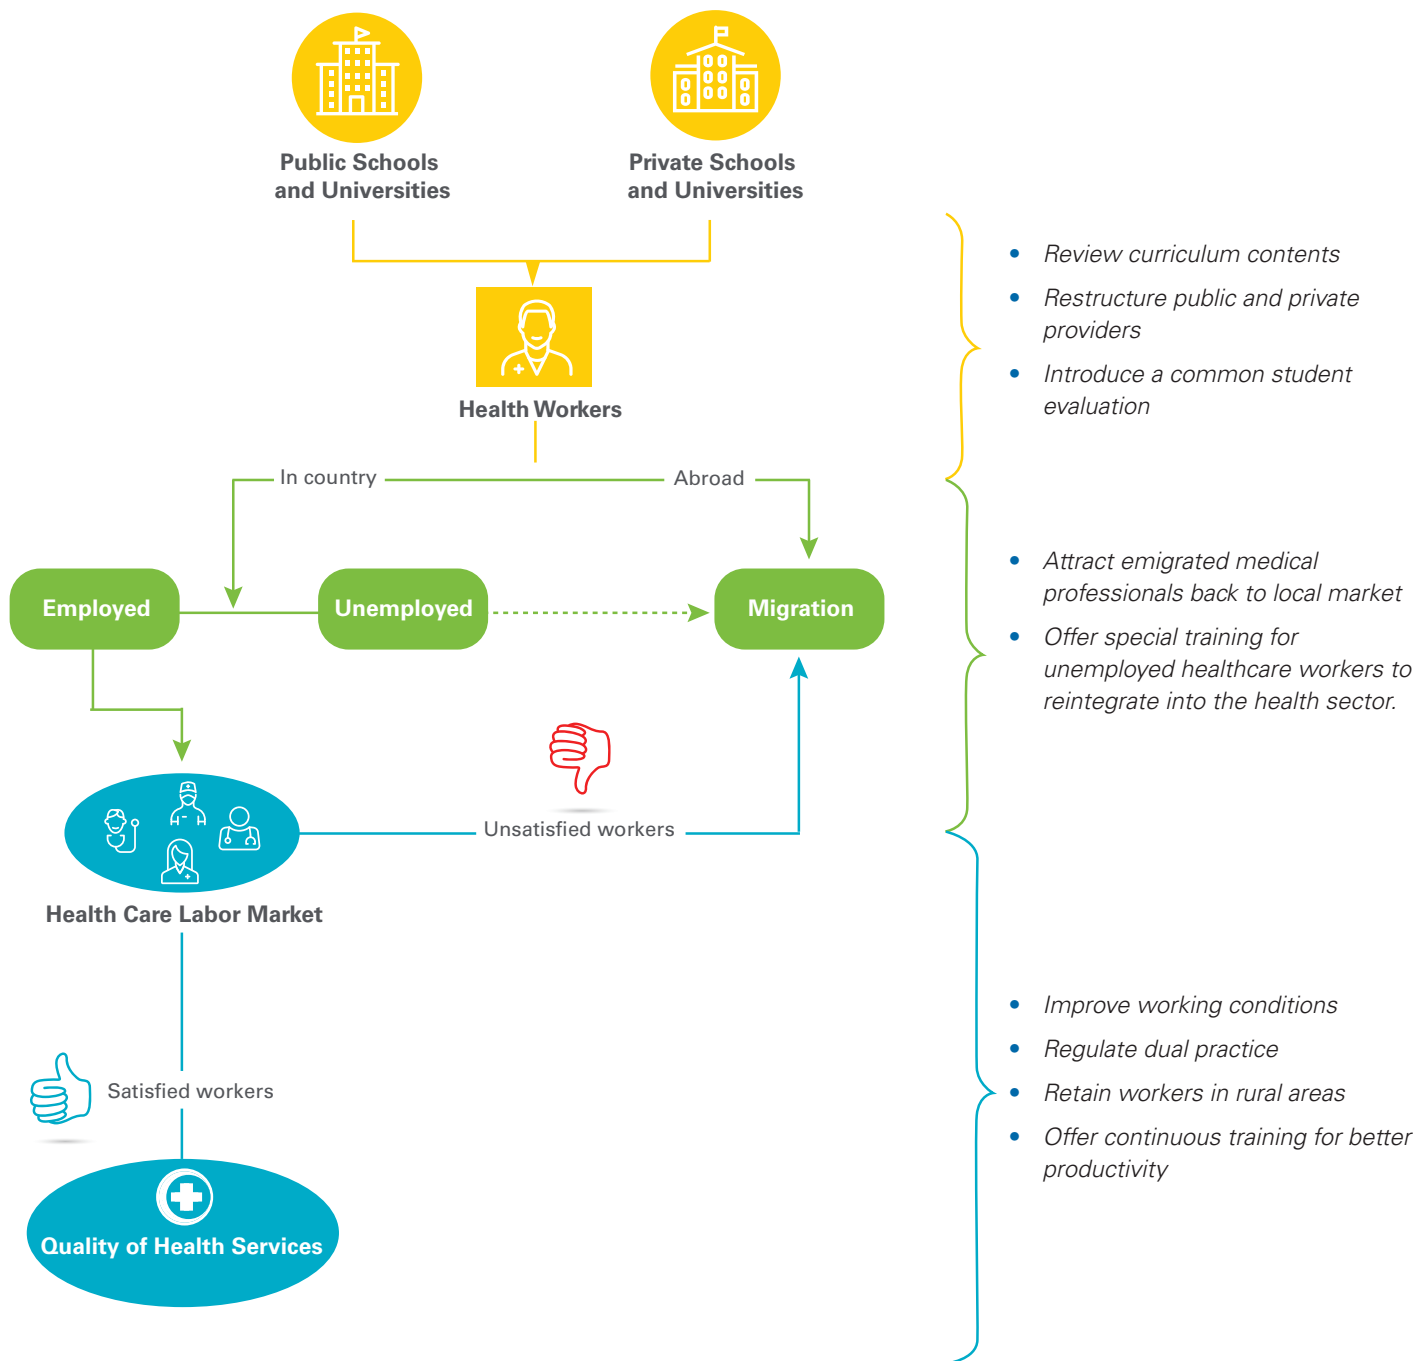 Public Schools
and Universities
Private Schools
and Universities
• Review curriculum contents
• Restructure public and private
providers
• Introduce a common student
evaluation
Health Workers
In country
Abroad
Employed
Unemployed
Migration
• Attract emigrated medical
professionals back to local market
• Offer special training for
unemployed healthcare workers to
reintegrate into the health sector.
Unsatisfied workers
Health Care Labor Market
• Improve working conditions
• Regulate dual practice
• Retain workers in rural areas
• Offer continuous training for better
productivity
Satisfied workers
Quality of Health Services